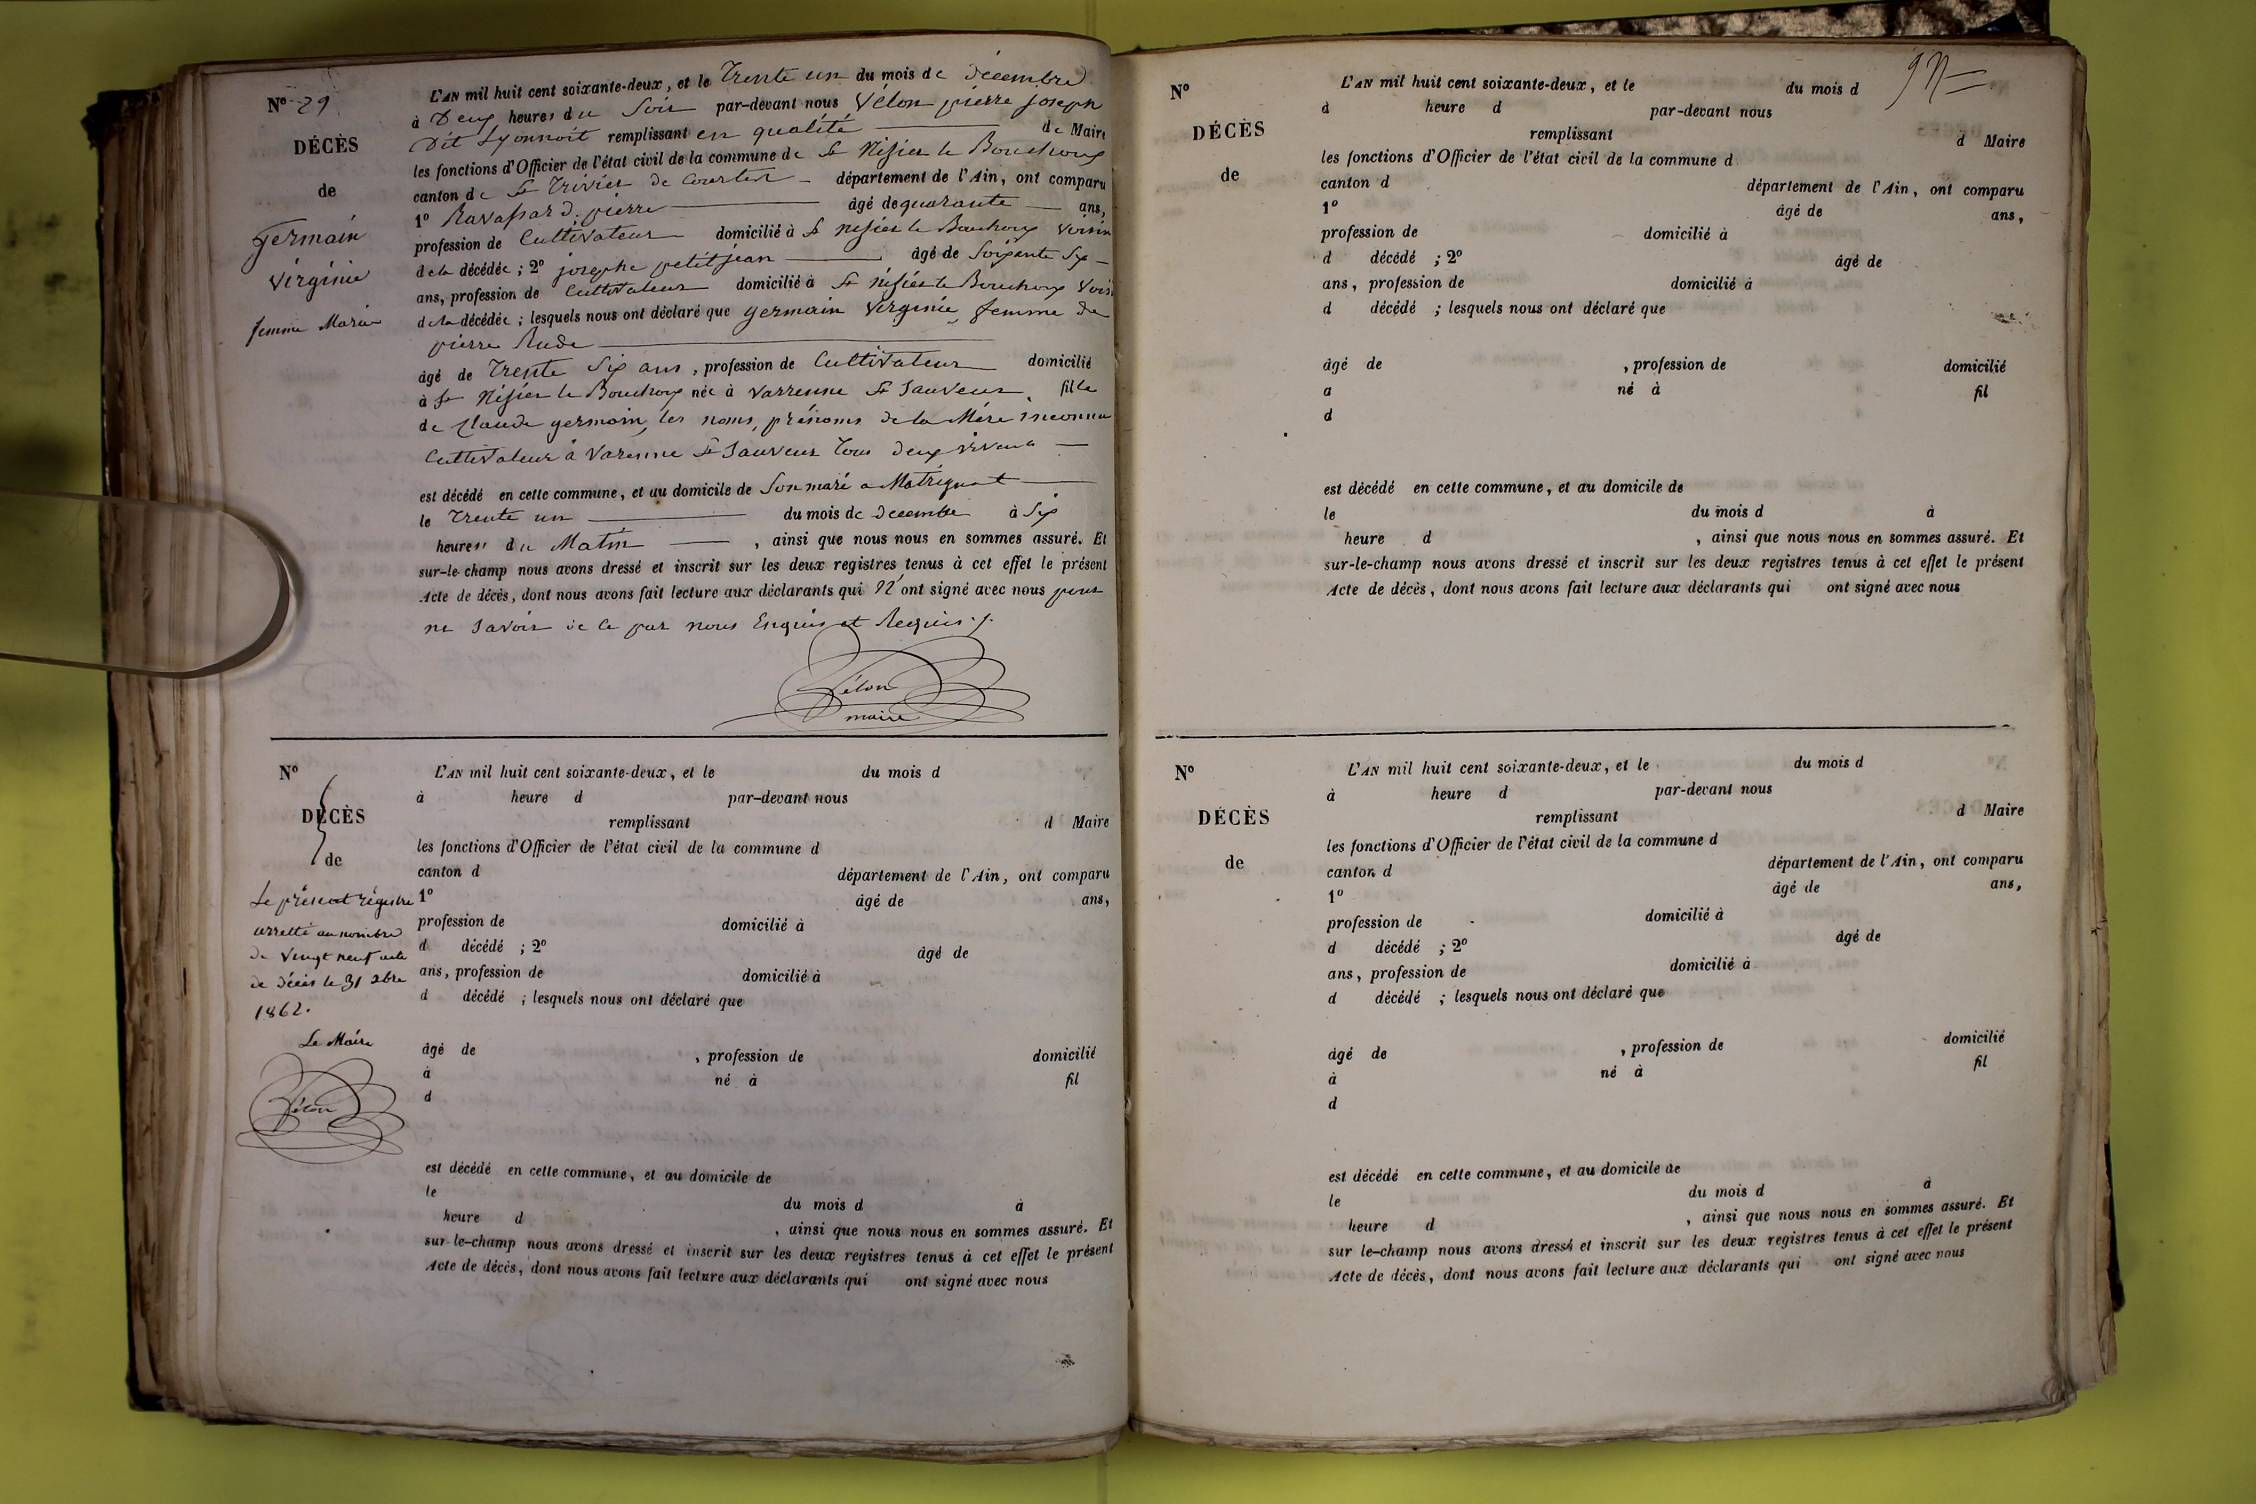 N° 29
DÉCÈS
de
germain
virginie
femme Marié
L'AN mil huit cent soixante-deux, et le Trente un du mois de décembre
à Deux heures du Soir par-devant nous Vélon pierre joseph
Dit Lyonnoit remplissant en qualité de Maire
les fonctions d'Officier de l'état civil de la commune de St Nisier le Bouchoux
canton de St Trivier de Courtes département de l'Ain, ont comparu
1° Ravassard pierre âgé de quarante ans,
profession de Cultivateur domicilié à St nisier le Bouchoux voisin
de la décédée ; 2° josephe petitjean âgé de Soixante Six
ans, profession de Cultivateur domicilié à St nisier le Bouchoux Vois
de la décédée ; lesquels nous ont déclaré que germain Virginie femme de
pierre Rude
âgé de Trente Six ans, profession de Cultivateur domicilié
à St Nisier le Bouchoux née à Varrenne St Sauveur, fille
de Claude germain, les noms, prénoms de la Mére inconnu
Cultivateur à Varenne St Sauveur tous deux vivent
est décédé en cette commune, et au domicile de Son marié a
le Trente un du mois de decembre à Six
heures du Matin, ainsi que nous nous en sommes assuré. Et
sur-le-champ nous avons dressé et inscrit sur les deux registres tenus à cet effet le présent
Acte de décès, dont nous avons fait lecture aux déclarants qui N' ont signé avec nous pour
ne Savoir de ce par nous Enquis et Requis ./.
Vélon
maire
N°
DÉCÈS
de
Le présent régistre
arretté au nombre
de Vingt neuf acte
de décès le 31 xbre
1862.
Le Maire
Vélon
L'AN mil huit cent soixante-deux, et le du mois d
à heure d par-devant nous
remplissant d Maire
les fonctions d'Officier de l'état civil de la commune d
canton d département de l'Ain, ont comparu
1° âgé de ans,
profession de domicilié à
d décédé ; 2° âgé de
ans, profession de domicilié à
d décédé ; lesquels nous ont déclaré que
âgé de , profession de domicilié
à né à fil
d
est décédé en cette commune, et au domicile de
le du mois d à
heure d , ainsi que nous nous en sommes assuré. Et
sur-le-champ nous avons dressé et inscrit sur les deux registres tenus à cet effet le présent
Acte de décès, dont nous avons fait lecture aux déclarants qui ont signé avec nous
N°
DÉCÈS
de
L'AN mil huit cent soixante-deux, et le du mois d
à heure d par-devant nous
remplissant d Maire
les fonctions d'Officier de l'état civil de la commune d
canton d département de l'Ain, ont comparu
1° âgé de ans,
profession de domicilié à
d décédé ; 2° âgé de
ans, profession de domicilié à
d décédé ; lesquels nous ont déclaré que
âgé de , profession de domicilié
a né à fil
d
est décédé en cette commune, et au domicile de
le du mois d à
heure d , ainsi que nous nous en sommes assuré. Et
sur-le-champ nous avons dressé et inscrit sur les deux registres tenus à cet effet le présent
Acte de décès, dont nous avons fait lecture aux déclarants qui ont signé avec nous
N°
DÉCÈS
de
L'AN mil huit cent soixante-deux, et le du mois d
à heure d par-devant nous
remplissant d Maire
les fonctions d'Officier de l'état civil de la commune d
canton d département de l'Ain, ont comparu
1° âgé de ans,
profession de domicilié à
d décédé ; 2° âgé de
ans, profession de domicilié à
d décédé ; lesquels nous ont déclaré que
âgé de , profession de domicilié
à né à fil
d
est décédé en cette commune, et au domicile de
le du mois d à
heure d , ainsi que nous nous en sommes assuré. Et
sur le-champ nous avons dressé et inscrit sur les deux registres tenus à cet effet le présent
Acte de décès, dont nous avons fait lecture aux déclarants qui ont signé avec nous